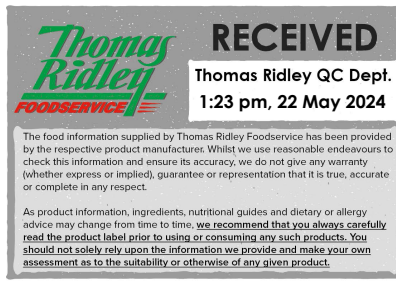 Thomas
Ridley
FOODSERVICE
RECEIVED
Thomas Ridley QC Dept.
1:23 pm, 22 May 2024
The food information supplied by Thomas Ridley Foodservice has been provided
by the respective product manufacturer. Whilst we use reasonable endeavours to
check this information and ensure its accuracy, we do not give any warranty
(whether express or implied), guarantee or representation that it is true, accurate
or complete in any respect.
As product information, ingredients, nutritional guides and dietary or allergy
advice may change from time to time, we recommend that you always carefully
read the product label prior to using or consuming any such products. You
should not solely rely upon the information we provide and make your own
assessment as to the suitability or otherwise of any given product.